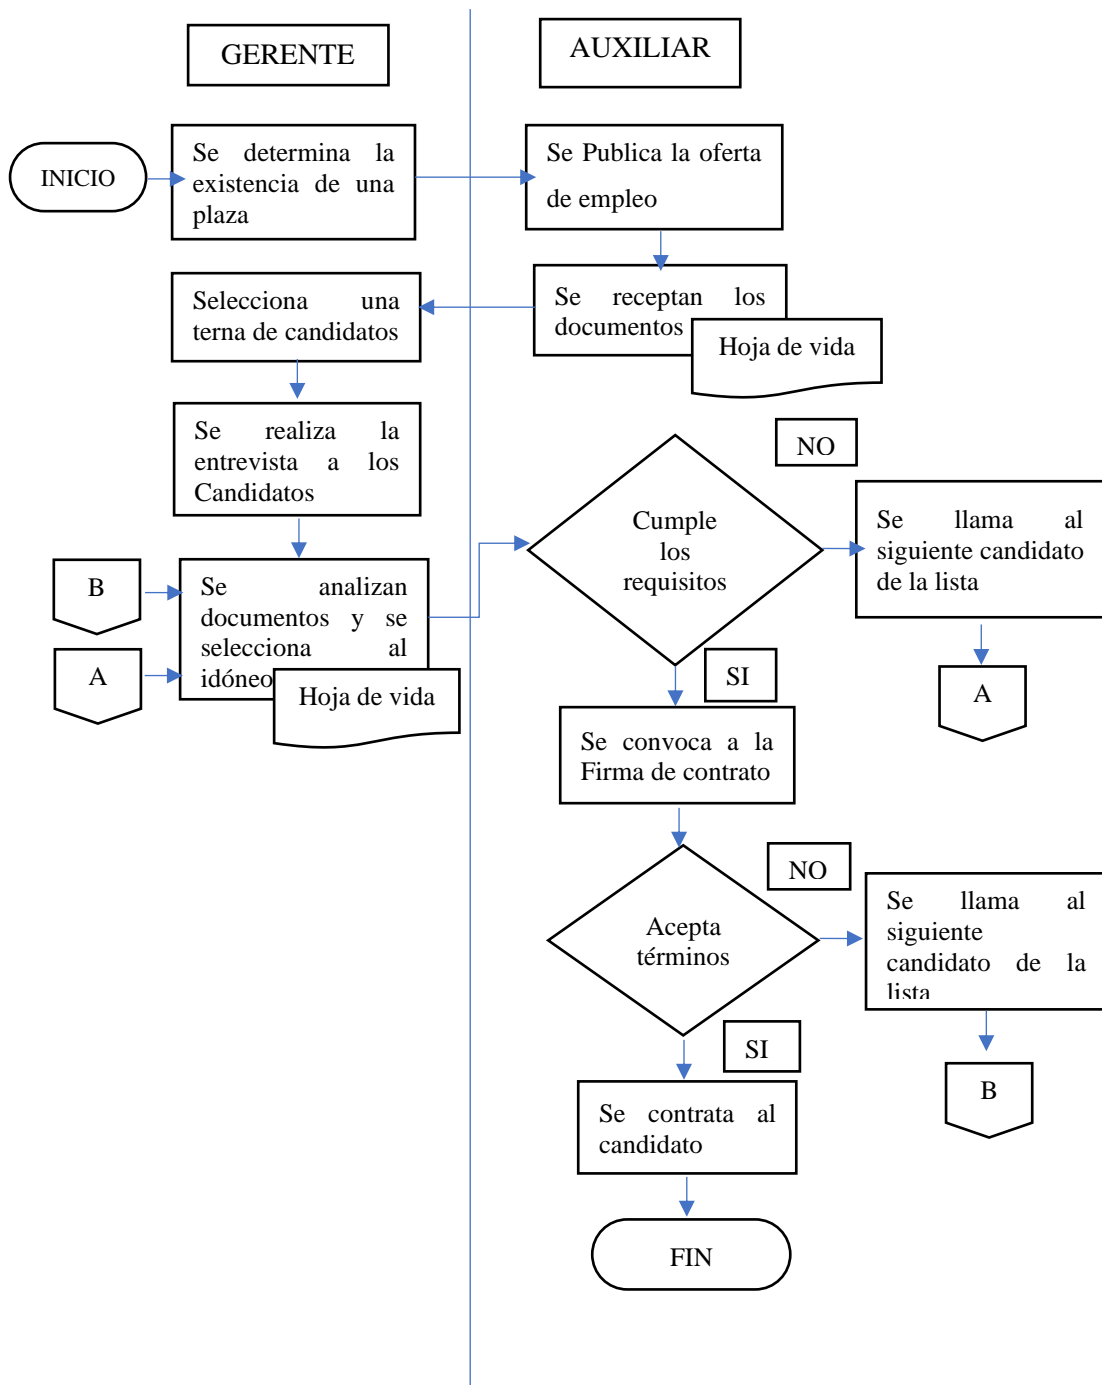 GERENTE
AUXILIAR
INICIO
Se determina la
existencia de una
plaza
Se Publica la oferta
de empleo
Selecciona una
terna de candidatos
Se receptan los
documentos
Hoja de vida
Se realiza la
entrevista a los
Candidatos
NO
Cumple
los
requisitos
Se llama al
siguiente candidato
de la lista
B
A
Se analizan
documentos y se
selecciona al
idóneo
Hoja de vida
SI
A
Se convoca a la
Firma de contrato
NO
Acepta
términos
Se llama al
siguiente
candidato de la
lista
SI
B
Se contrata al
candidato
FIN